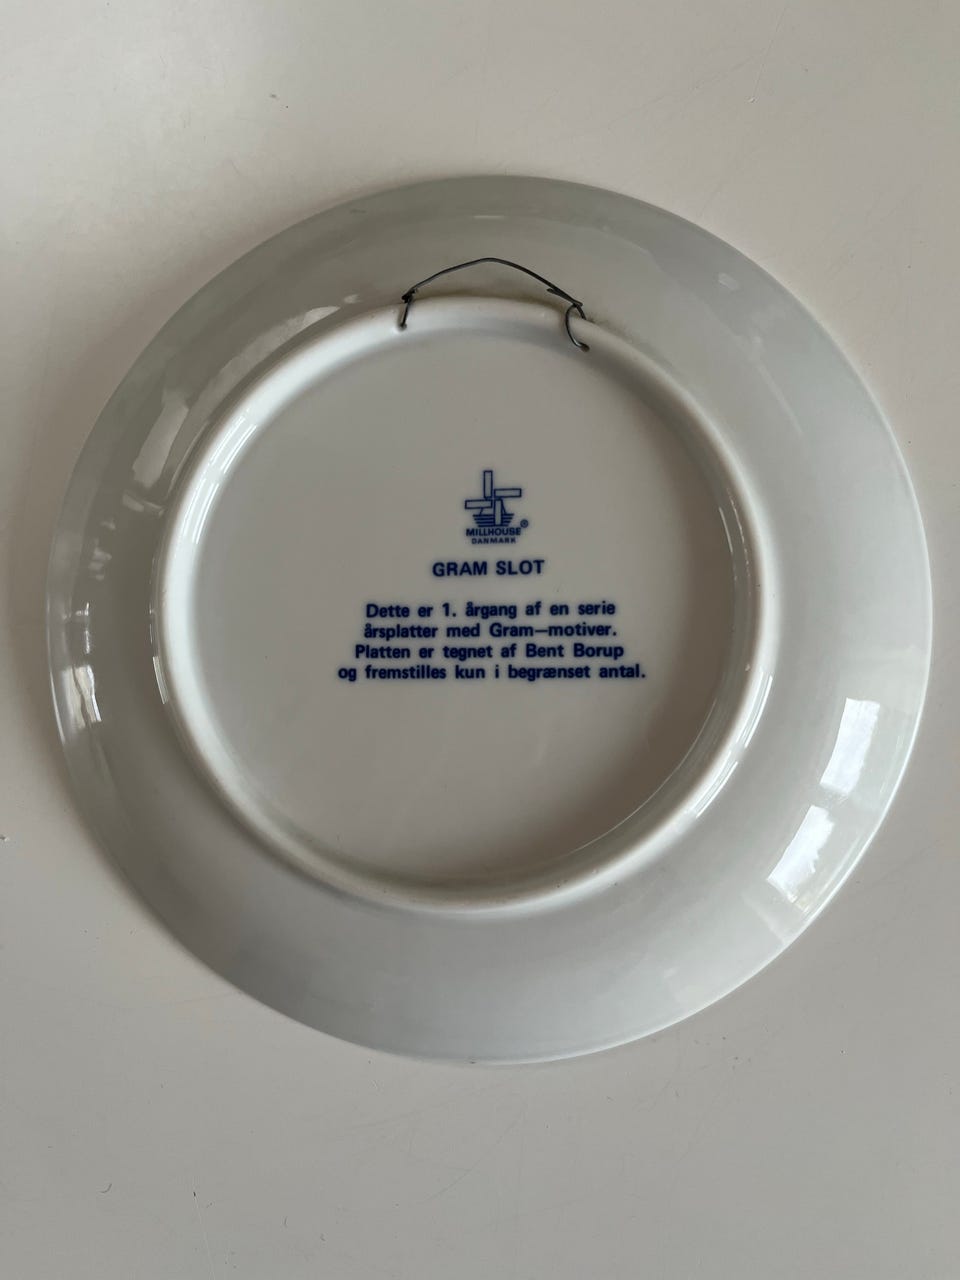 MILLHOUSE ®
DANMARK
GRAM SLOT
Dette er 1. årgang af en serie
årsplatter med Gram—motiver.
Platten er tegnet af Bent Borup
og fremstilles kun i begrænset antal.